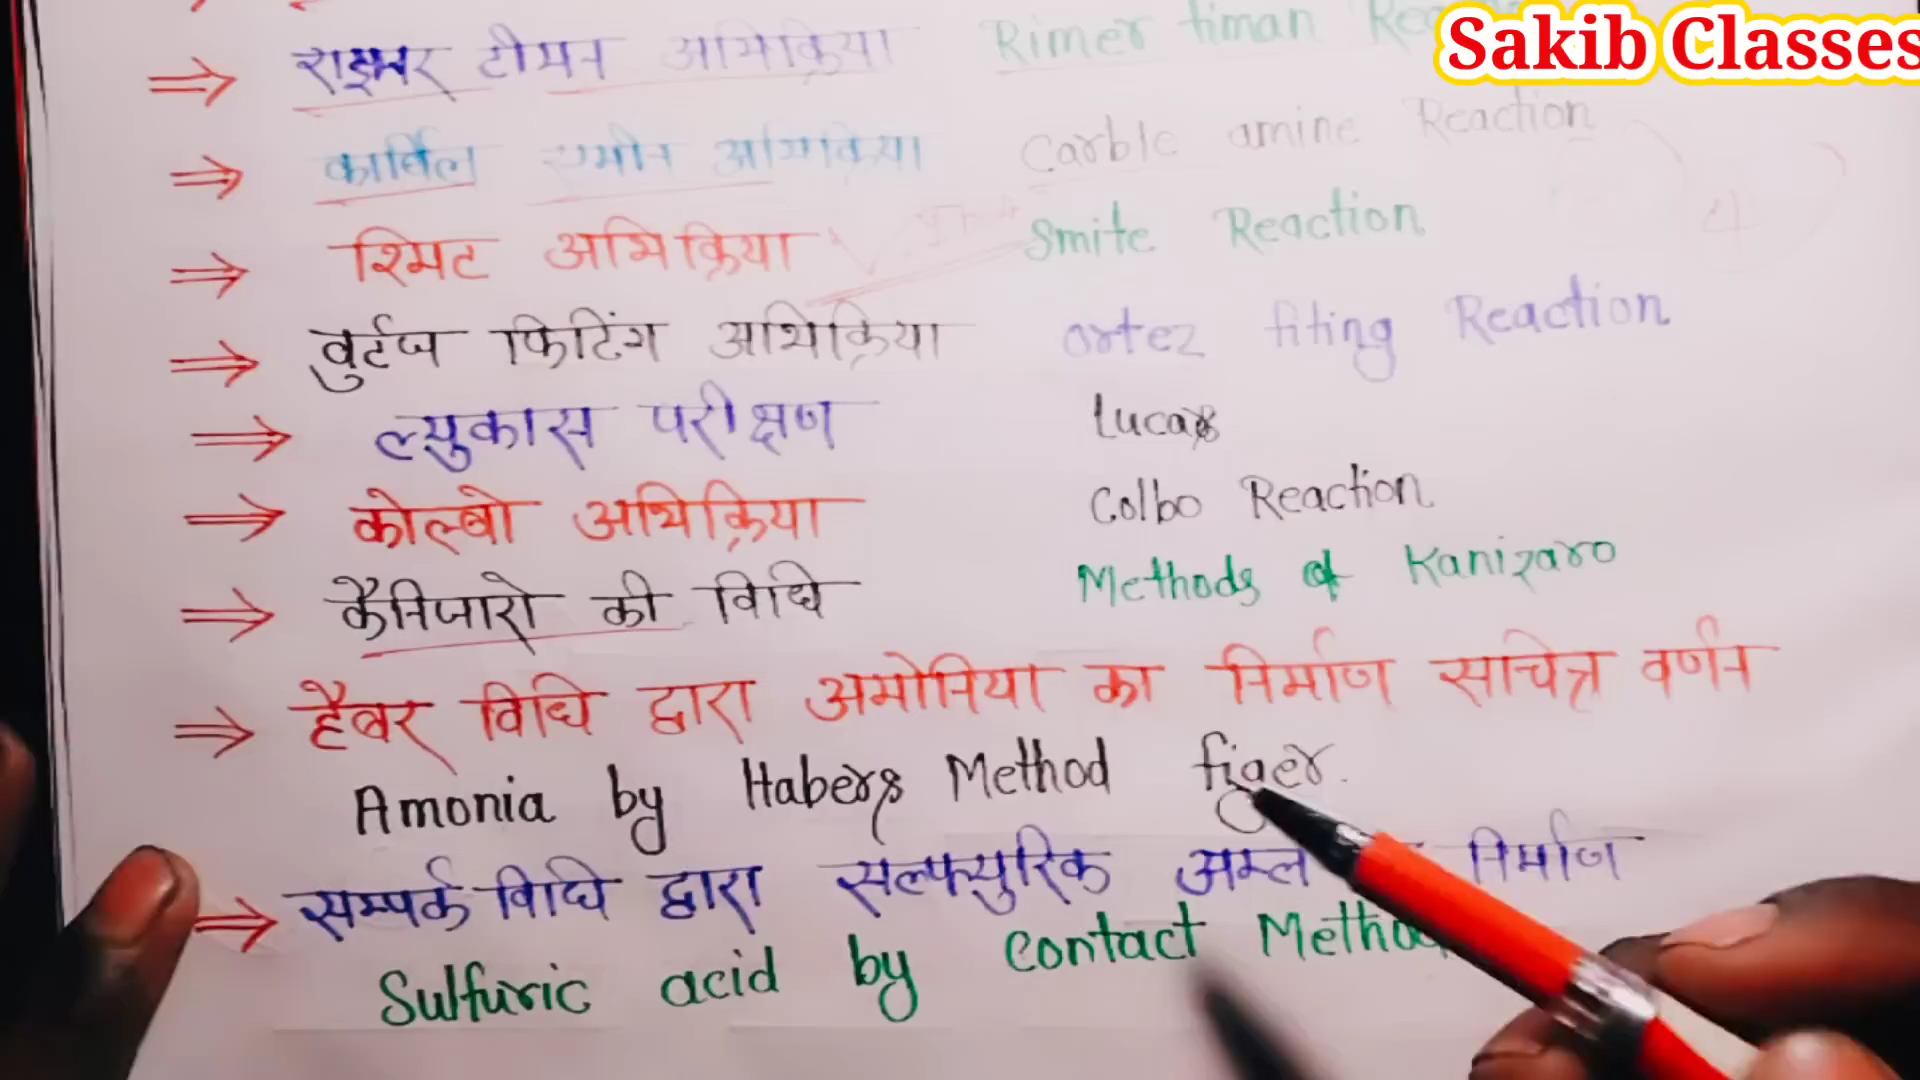 Sakib Classes
राइमर टीमन अभिक्रिया Rimer timan
कार्विल एमीन अभिक्रिया Carble amine Reaction
श्मिट अभिक्रिया Smite Reaction
वुर्टज फिटिंग अभिक्रिया ortez fiting Reaction
ल्युकास परीक्षण Lucas
कोल्बो अभिक्रिया Colbo Reaction
कैनिजारो की विधि Methods of Kanizaro
हैबर विधि द्वारा अमोनिया का निर्माण सचित्र वर्णन
Amonia by Habers Method figer.
सम्पर्क विधि द्वारा सल्फ्युरिक अम्ल निर्माण
Sulfuric acid by Contact Method